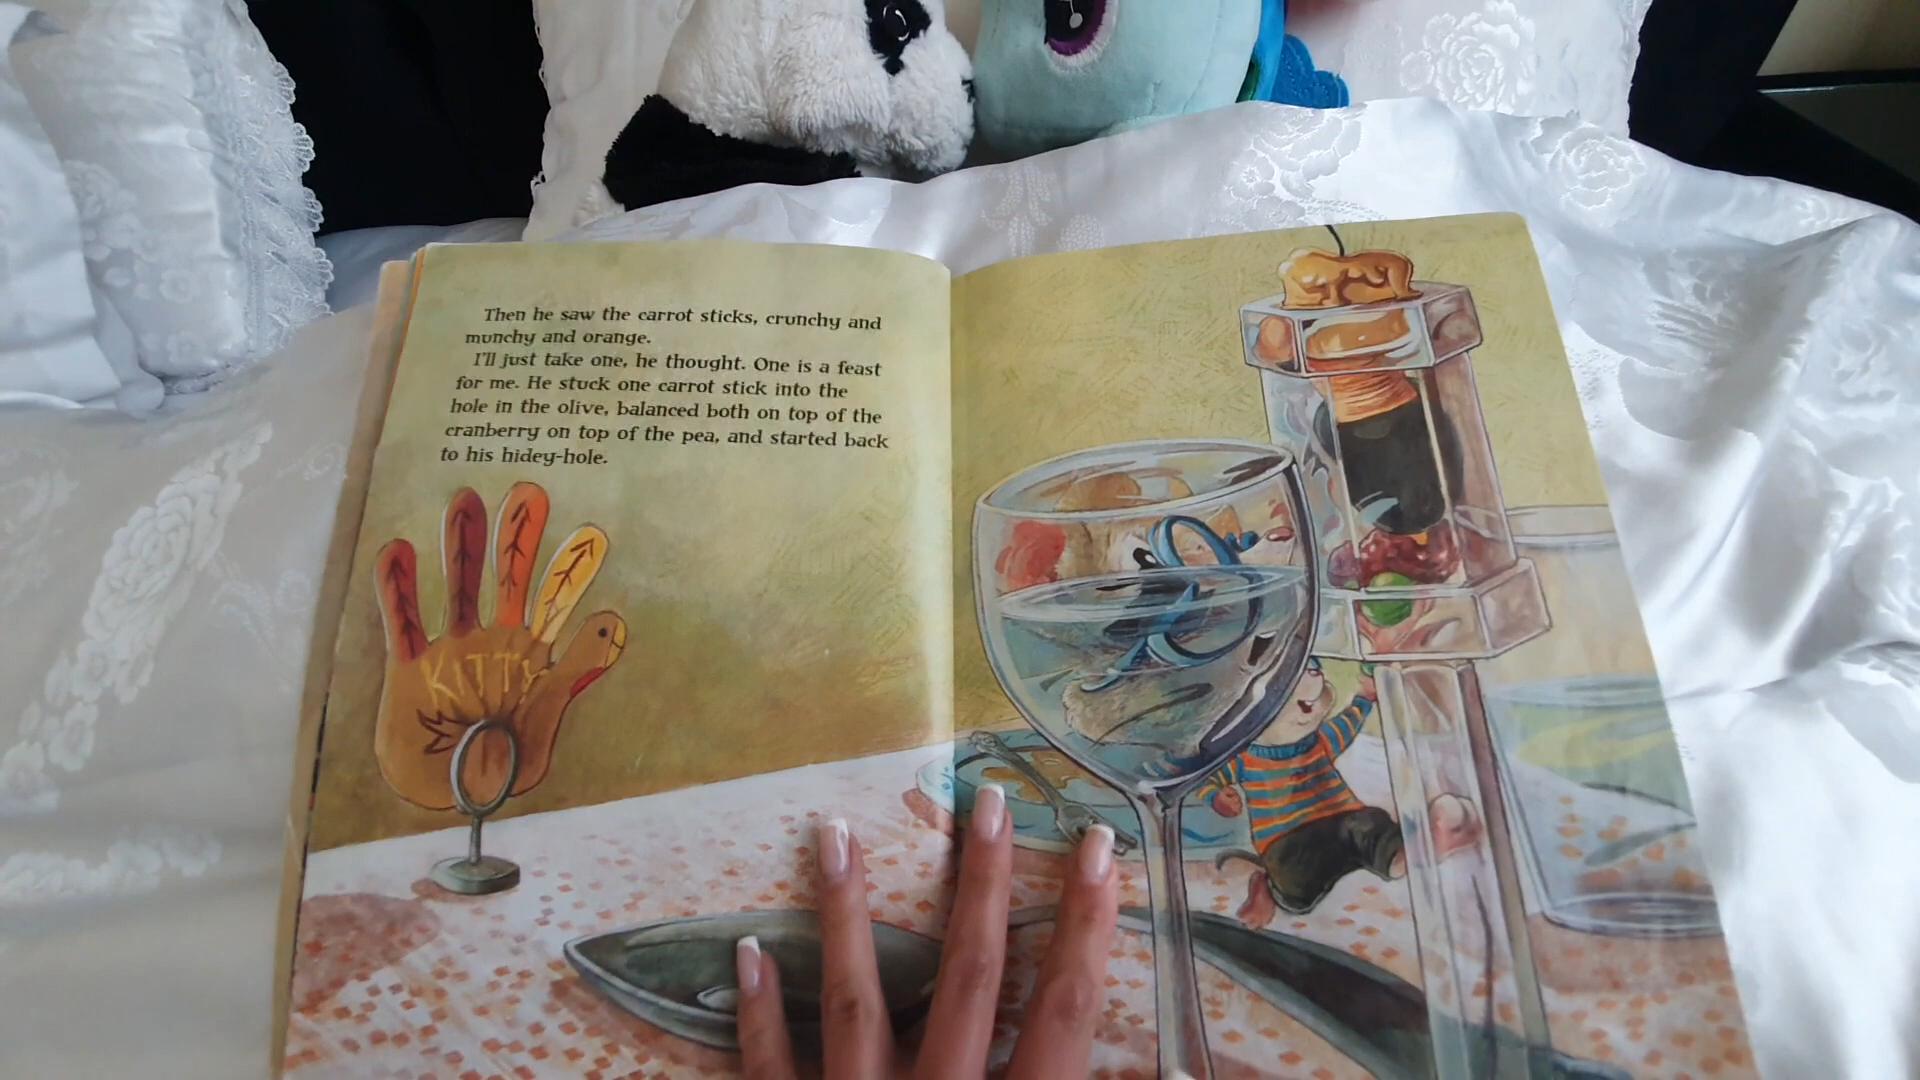 Then he saw the carrot sticks, crunchy and
munchy and orange.
I'll just take one, he thought. One is a feast
for me. He stuck one carrot stick into the
hole in the olive, balanced both on top of the
cranberry on top of the pea, and started back
to his hidey-hole.
KITTY